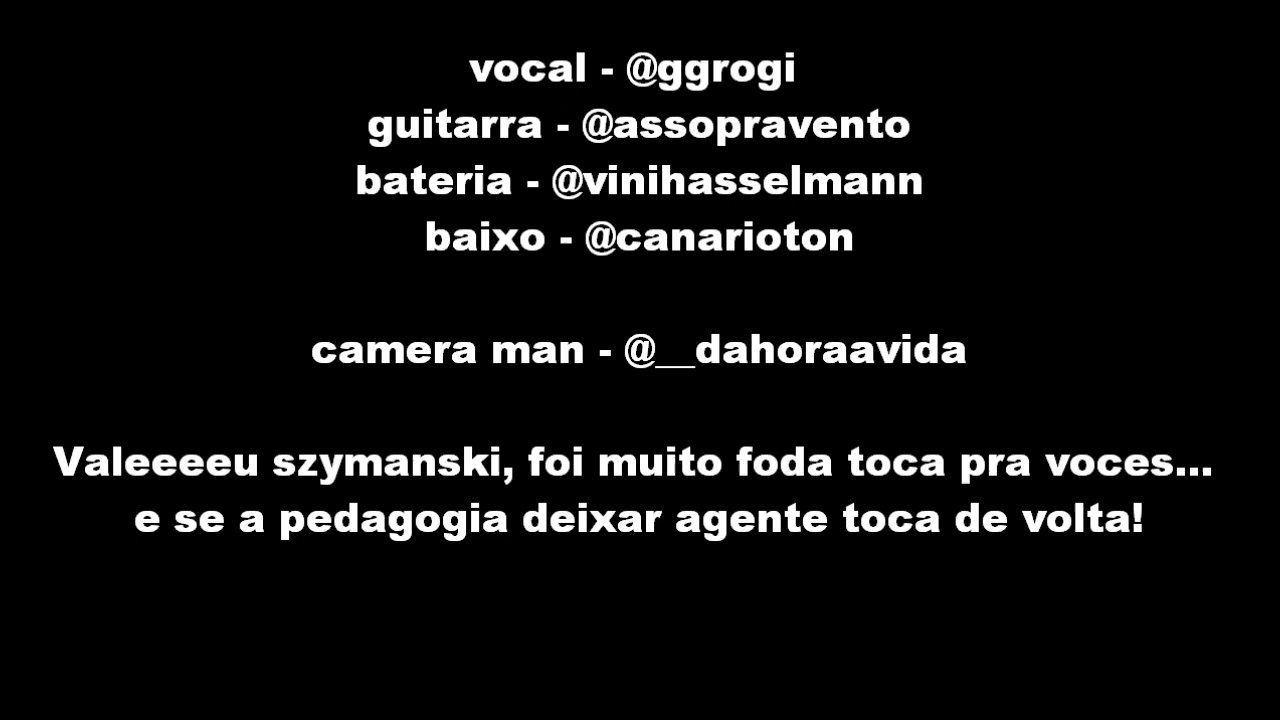 vocal - @ggrogi
guitarra - @assopravento
bateria - @vinihasselmann
baixo - @canarioton
camera man - @__dahoraavida
Valeeeeu szymanski, foi muito foda toca pra voces...
e se a pedagogia deixar agente toca de volta!